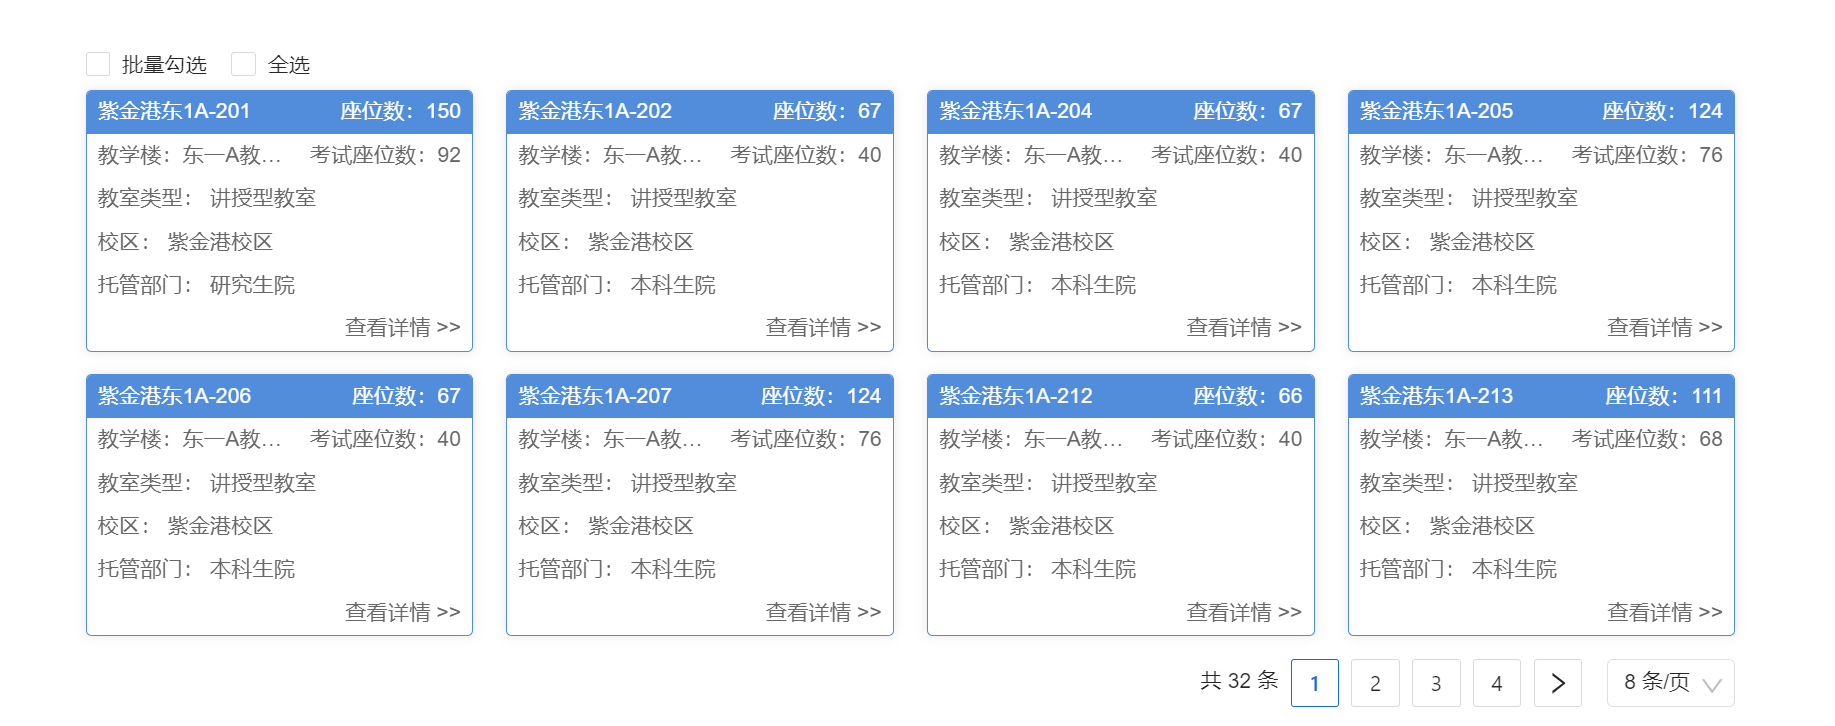 批量勾选 全选
紫金港东1A-201 座位数：150
教学楼：东一A教... 考试座位数：92
教室类型： 讲授型教室
校区： 紫金港校区
托管部门： 研究生院
查看详情 >>
紫金港东1A-202 座位数：67
教学楼：东一A教... 考试座位数：40
教室类型： 讲授型教室
校区： 紫金港校区
托管部门： 本科生院
查看详情 >>
紫金港东1A-204 座位数：67
教学楼：东一A教... 考试座位数：40
教室类型： 讲授型教室
校区： 紫金港校区
托管部门： 本科生院
查看详情 >>
紫金港东1A-205 座位数：124
教学楼：东一A教... 考试座位数：76
教室类型： 讲授型教室
校区： 紫金港校区
托管部门： 本科生院
查看详情 >>
紫金港东1A-206 座位数：67
教学楼：东一A教... 考试座位数：40
教室类型： 讲授型教室
校区： 紫金港校区
托管部门： 本科生院
查看详情 >>
紫金港东1A-207 座位数：124
教学楼：东一A教... 考试座位数：76
教室类型： 讲授型教室
校区： 紫金港校区
托管部门： 本科生院
查看详情 >>
紫金港东1A-212 座位数：66
教学楼：东一A教... 考试座位数：40
教室类型： 讲授型教室
校区： 紫金港校区
托管部门： 本科生院
查看详情 >>
紫金港东1A-213 座位数：111
教学楼：东一A教... 考试座位数：68
教室类型： 讲授型教室
校区： 紫金港校区
托管部门： 本科生院
查看详情 >>
共 32 条 1 2 3 4 > 8 条/页